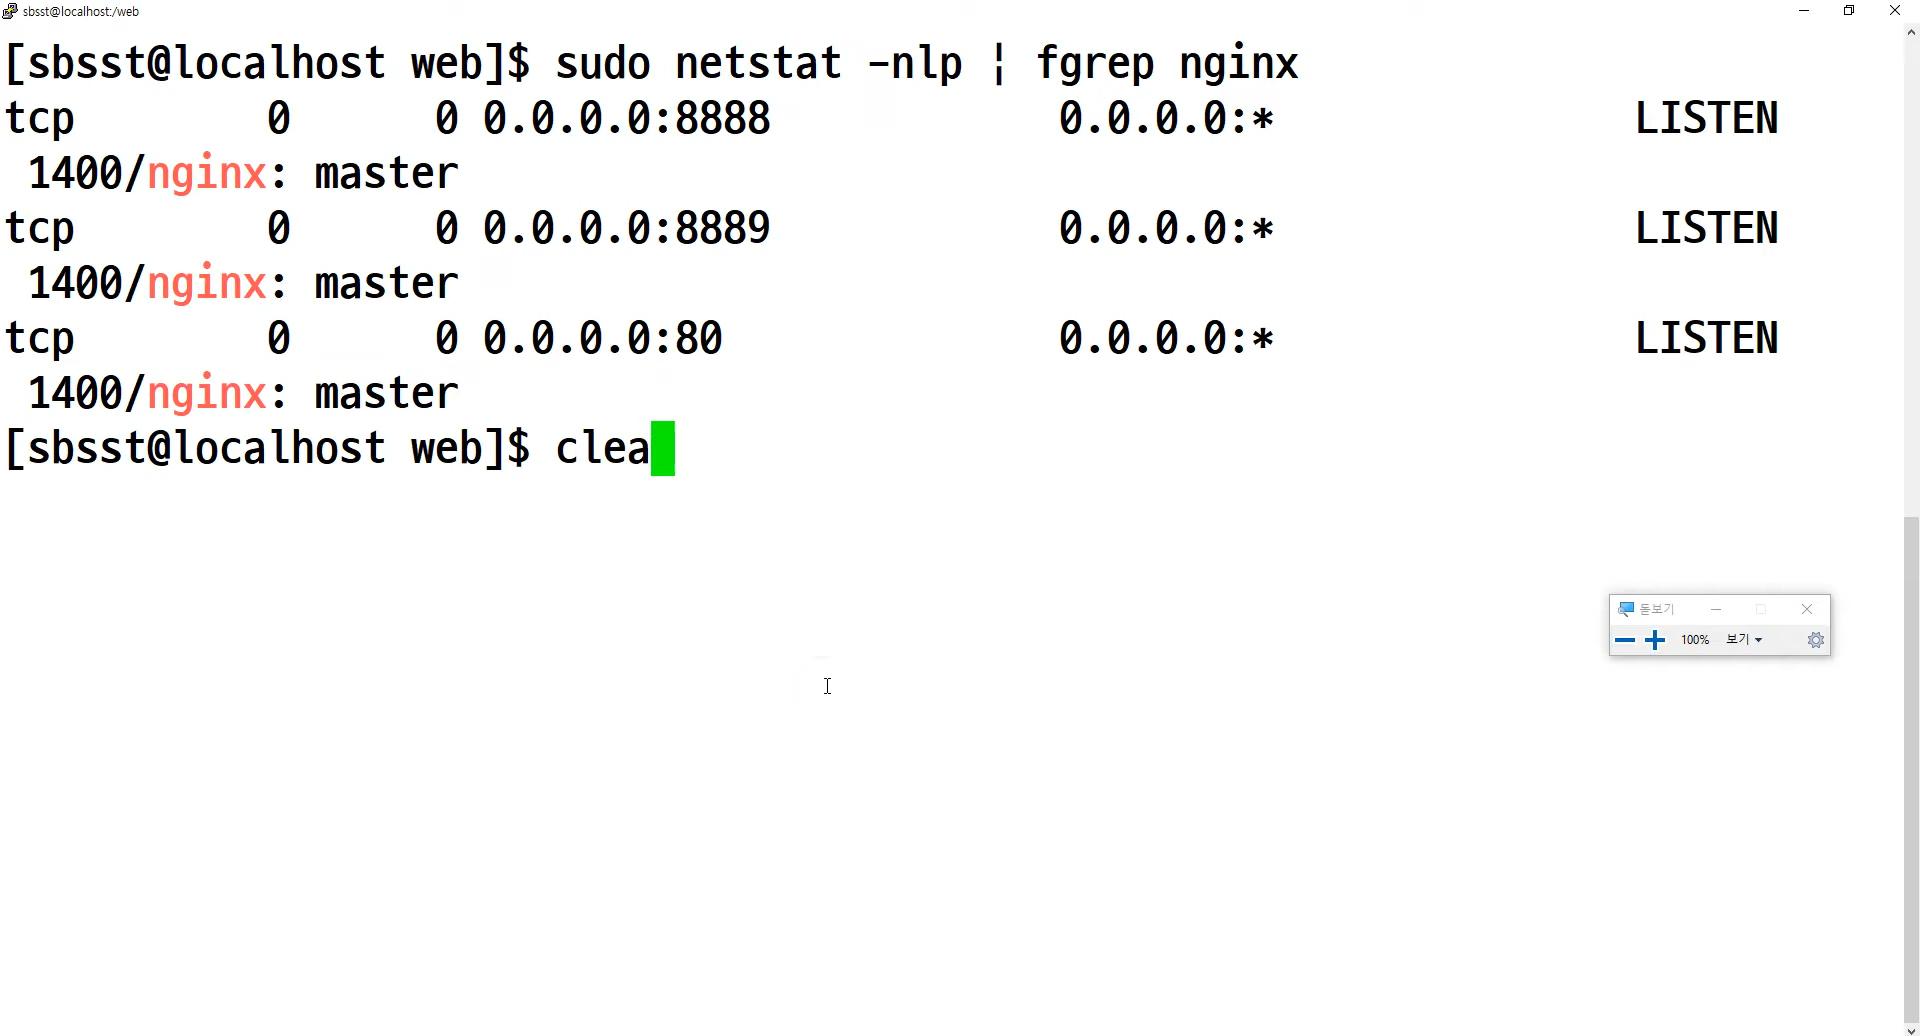 sbsst@localhost:/web
[sbsst@localhost web]$ sudo netstat -nlp | fgrep nginx
tcp        0      0 0.0.0.0:8888            0.0.0.0:*               LISTEN
 1400/nginx: master
tcp        0      0 0.0.0.0:8889            0.0.0.0:*               LISTEN
 1400/nginx: master
tcp        0      0 0.0.0.0:80              0.0.0.0:*               LISTEN
 1400/nginx: master
[sbsst@localhost web]$ clea
돋보기
100% 보기